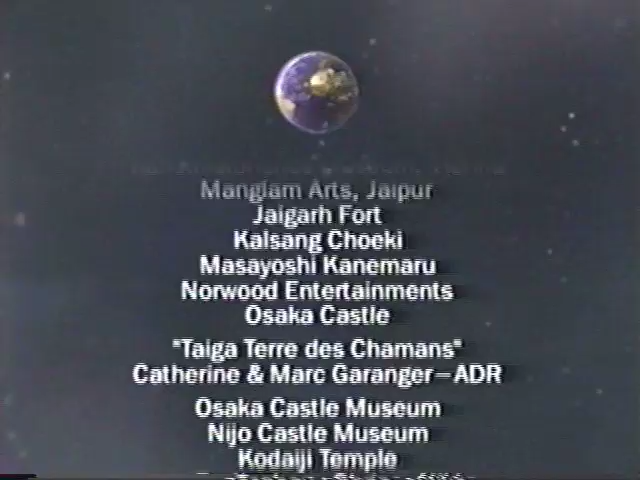 Manglam Arts, Jaipur
Jaigarh Fort
Kalsang Choeki
Masayoshi Kanemaru
Norwood Entertainments
Osaka Castle
"Taiga Terre des Chamans"
Catherine & Marc Garanger—ADR
Osaka Castle Museum
Nijo Castle Museum
Kodaiji Temple